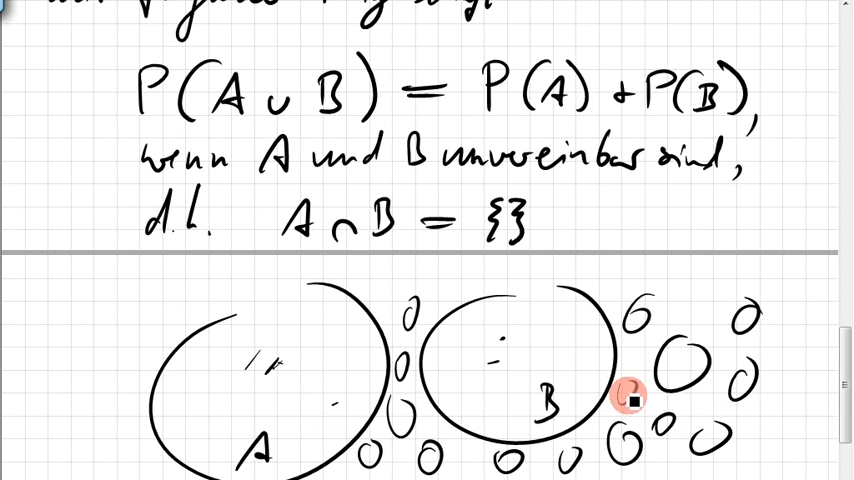 P(A ∪ B) = P(A) + P(B),
wenn A und B unvereinbar sind,
d.h. A ∩ B = {}
A B